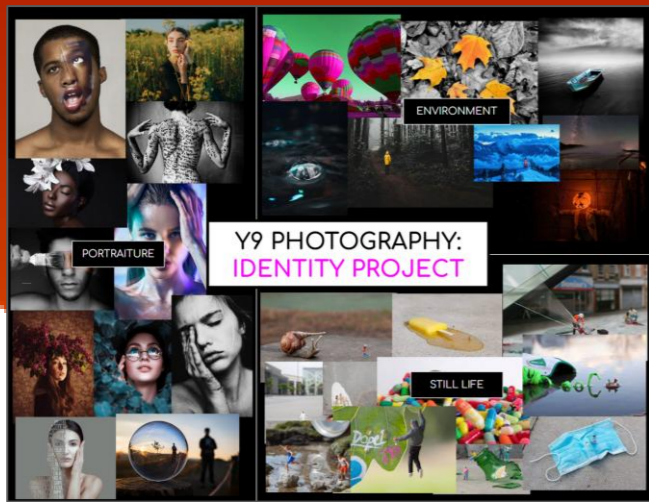 ENVIRONMENT
PORTRAITURE
Y9 PHOTOGRAPHY:
IDENTITY PROJECT
STILL LIFE